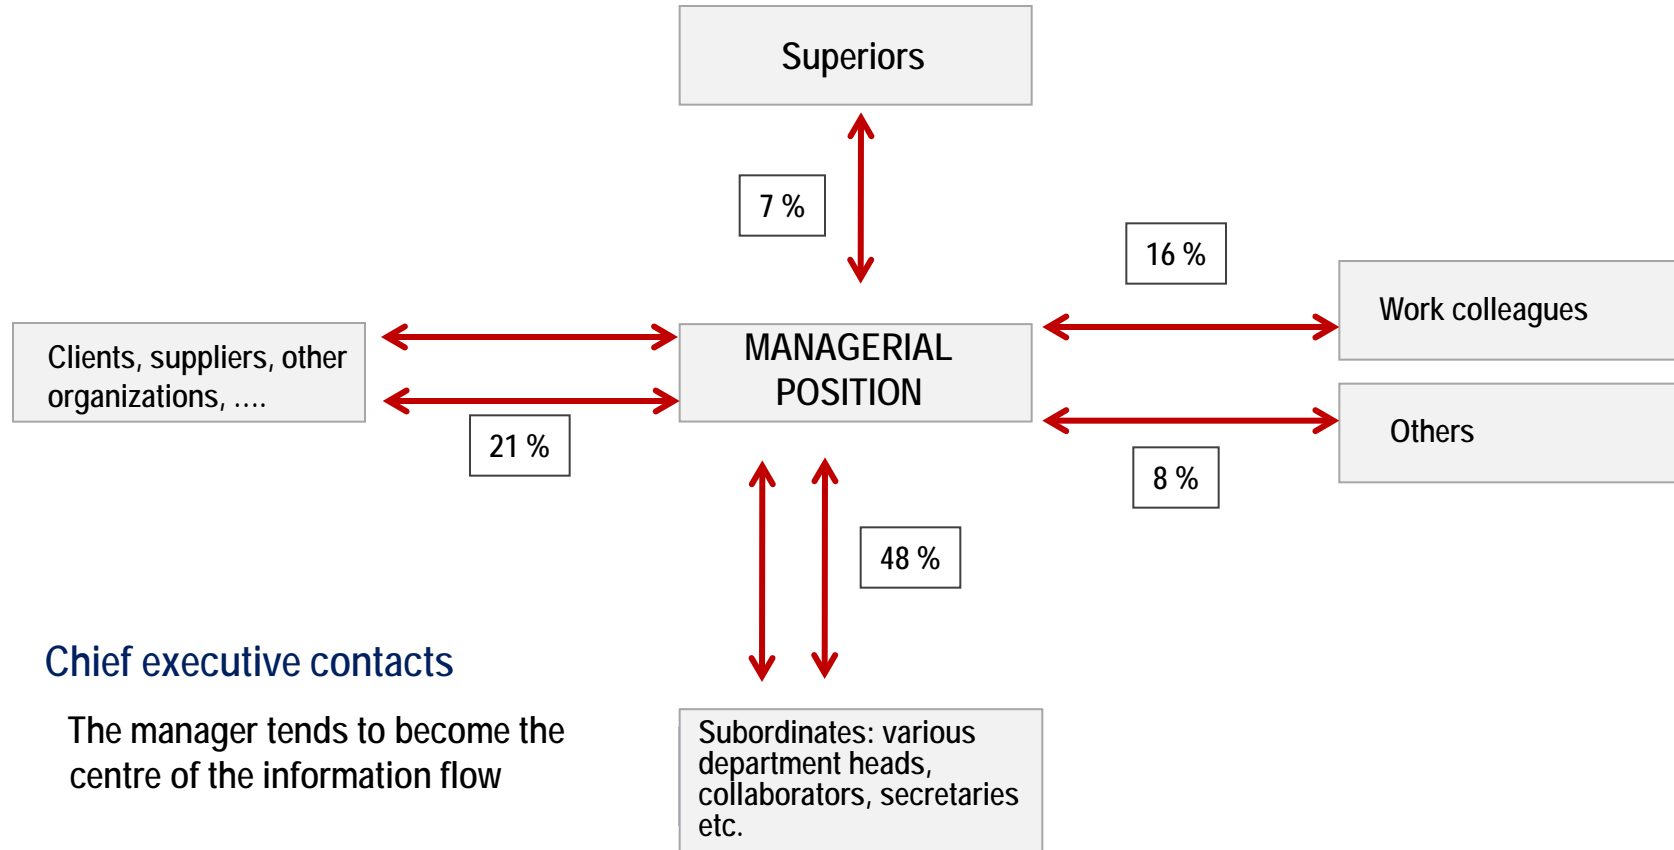 Superiors
7 %
16 %
Work colleagues
Clients, suppliers, other
organizations, ....
MANAGERIAL
POSITION
21 %
Others
8 %
48 %
Chief executive contacts
The manager tends to become the
centre of the information flow
Subordinates: various
department heads,
collaborators, secretaries
etc.